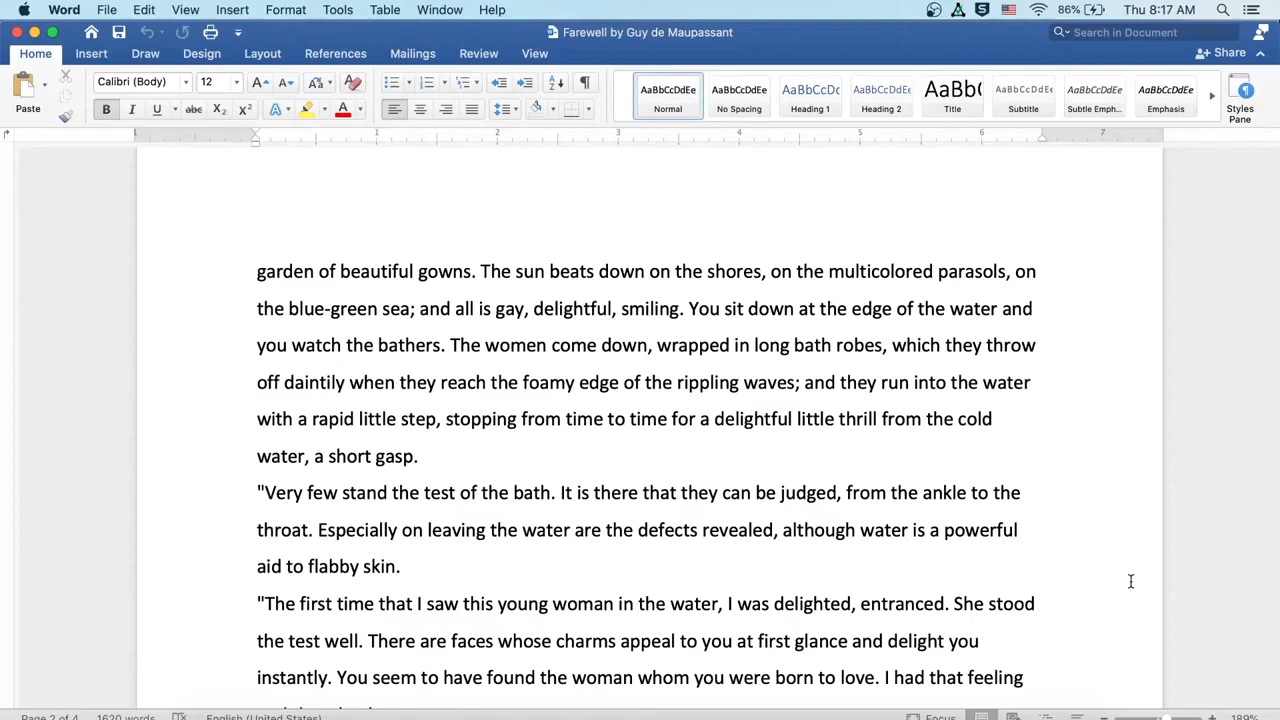 Word File Edit View Insert Format Tools Table Window Help 86% Thu 8:17 AM
Farewell by Guy de Maupassant Search in Document
Home Insert Draw Design Layout References Mailings Review View Share
Paste Calibri (Body) 12 A A Aa A
B I U abc X₂ X² A A
AaBbCcDdEe AaBbCcDdEe AaBbCcDc AaBbCcDdEe AaBb( AaBbCcDdEe AaBbCcDdEe AaBbCcDdEe
Normal No Spacing Heading 1 Heading 2 Title Subtitle Subtle Emph... Emphasis Styles Pane
1 1 2 3 4 5 6 7
garden of beautiful gowns. The sun beats down on the shores, on the multicolored parasols, on
the blue-green sea; and all is gay, delightful, smiling. You sit down at the edge of the water and
you watch the bathers. The women come down, wrapped in long bath robes, which they throw
off daintily when they reach the foamy edge of the rippling waves; and they run into the water
with a rapid little step, stopping from time to time for a delightful little thrill from the cold
water, a short gasp.
"Very few stand the test of the bath. It is there that they can be judged, from the ankle to the
throat. Especially on leaving the water are the defects revealed, although water is a powerful
aid to flabby skin.
"The first time that I saw this young woman in the water, I was delighted, entranced. She stood
the test well. There are faces whose charms appeal to you at first glance and delight you
instantly. You seem to have found the woman whom you were born to love. I had that feeling
Page 2 of 4 1620 words English (United States) Focus 189%